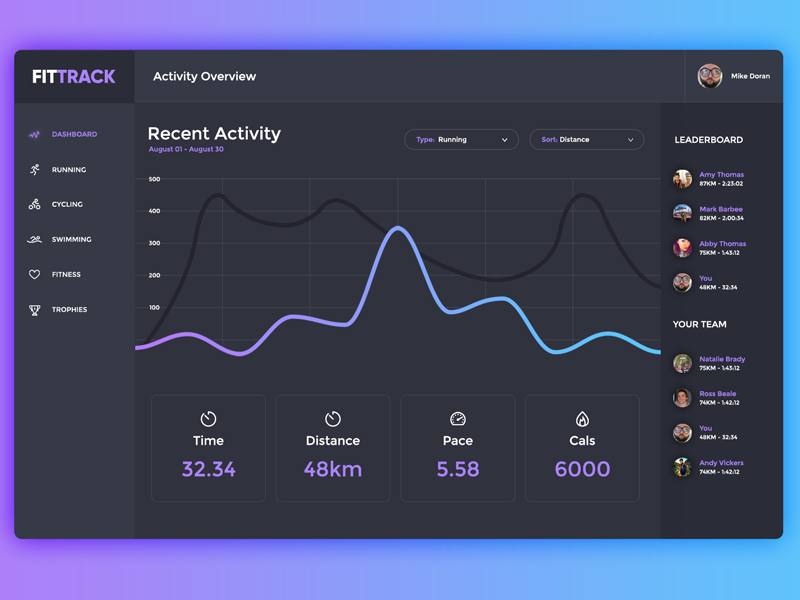 FITTRACK
Activity Overview
Mike Doran
DASHBOARD
RUNNING
CYCLING
SWIMMING
FITNESS
TROPHIES
Recent Activity
August 01 - August 30
Type: Running
Sort: Distance
500
400
300
200
100
Time
32.34
Distance
48km
Pace
5.58
Cals
6000
LEADERBOARD
Amy Thomas
87KM - 2:23:02
Mark Barbee
82KM - 2:00:34
Abby Thomas
75KM - 1:43:12
You
48KM - 32:34
YOUR TEAM
Natalie Brady
75KM - 1:43:12
Ross Beale
74KM - 1:42:12
You
48KM - 32:34
Andy Vickers
74KM - 1:42:12